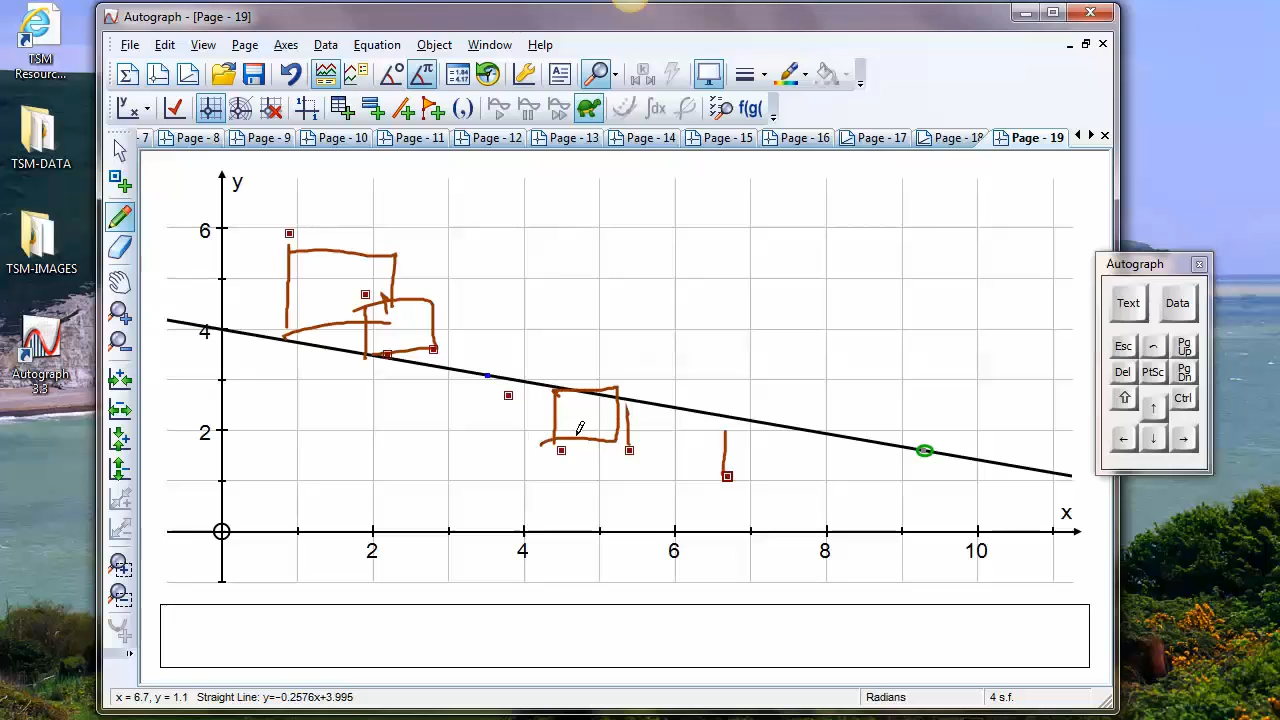 TSM
Resourc...
TSM-DATA
TSM-IMAGES
Autograph
3.3
Autograph - [Page - 19]
File Edit View Page Axes Data Equation Object Window Help
f(g(
7 Page - 8 Page - 9 Page - 10 Page - 11 Page - 12 Page - 13 Page - 14 Page - 15 Page - 16 Page - 17 Page - 18 Page - 19
y
6
4
2
2 4 6 8 10
x
x = 6.7, y = 1.1 Straight Line: y=−0.2576x+3.995 Radians 4 s.f.
Autograph
Text Data
Esc Pg Up
Del PtSc Pg Dn
Ctrl